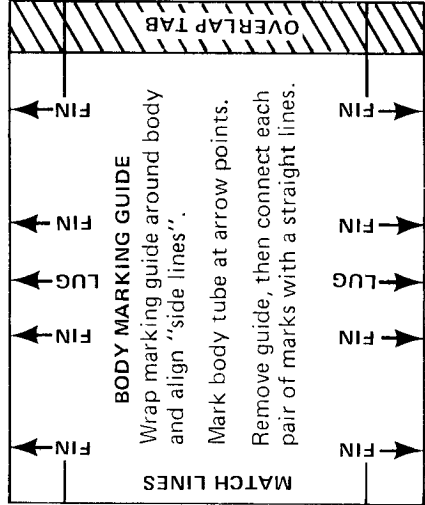 OVERLAP TAB
FIN
FIN
LUG
FIN
FIN
BODY MARKING GUIDE
Wrap marking guide around body
and align "side lines".
Mark body tube at arrow points.
Remove guide, then connect each
pair of marks with a straight lines.
FIN
FIN
LUG
FIN
FIN
MATCH LINES